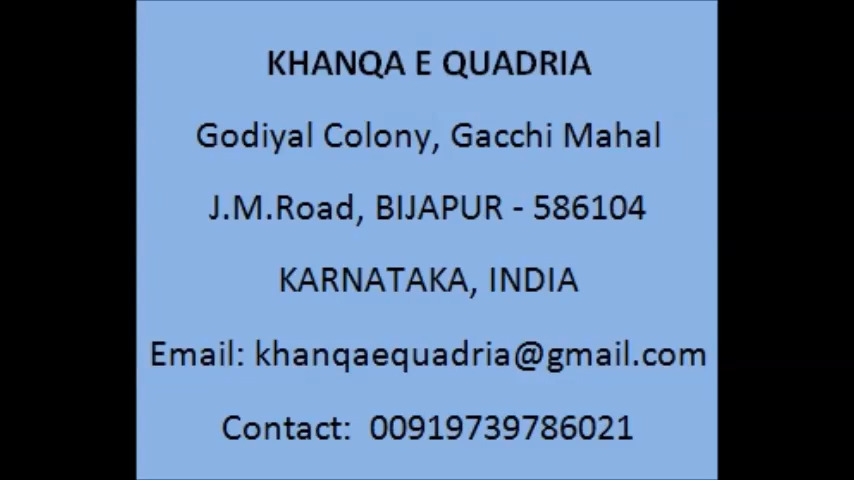 KHANQA E QUADRIA
Godiyal Colony, Gacchi Mahal
J.M.Road, BIJAPUR - 586104
KARNATAKA, INDIA
Email: khanqaequadria@gmail.com
Contact:  00919739786021